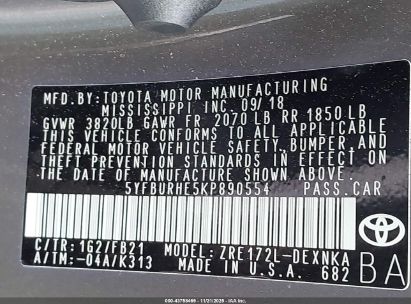 MFD.BY:TOYOTA MOTOR MANUFACTURING
MISSISSIPPI INC. 09/18
GVWR 3820LB GAWR FR 2070 LB RR 1850 LB
THIS VEHICLE CONFORMS TO ALL APPLICABLE
FEDERAL MOTOR VEHICLE SAFETY, BUMPER, AND
THEFT PREVENTION STANDARDS IN EFFECT ON
THE DATE OF MANUFACTURE SHOWN ABOVE.
5YFBURHE5KP890554 PASS.CAR
C/TR:1G2/FB21 MODEL:ZRE172L-DEXNKA
A/TM:-04A/K313 MADE IN U.S.A. 682
TOYOTA
BA